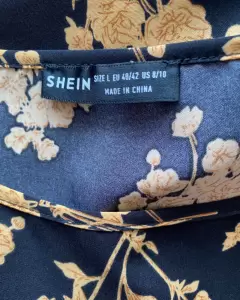 SHEIN
SIZE L EU 40/42 US 8/10
MADE IN CHINA